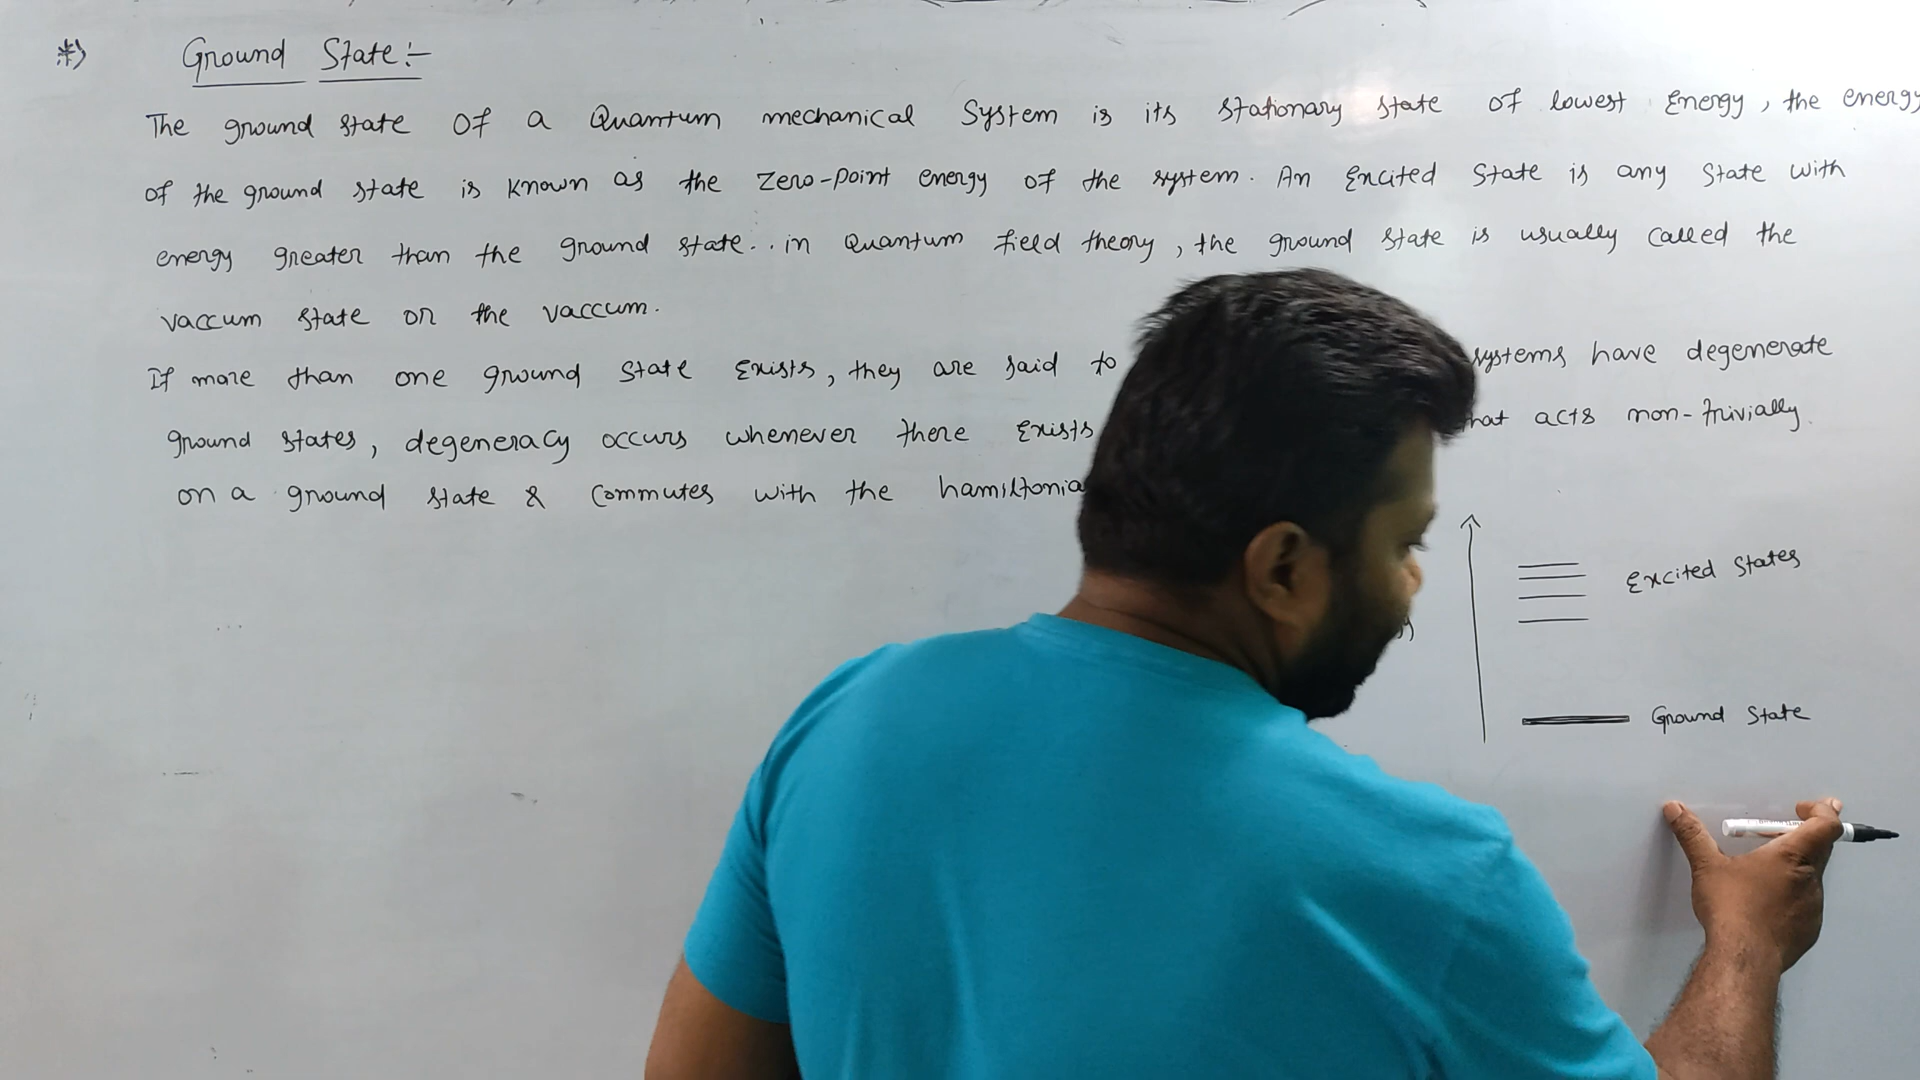 *) Ground State:-
The ground state of a Quantum mechanical System is its stationary state of lowest Energy, the energy
of the ground state is known as the zero-point energy of the system. An Excited State is any State with
energy greater than the ground state.. in Quantum field theory, the ground state is usually called the
vaccum state or the vaccum.
If more than one ground State Exists, they are said to systems have degenerate
ground states, degeneracy occurs whenever there Exists acts non-trivially.
on a ground state & Commutes with the
Excited States
Ground State